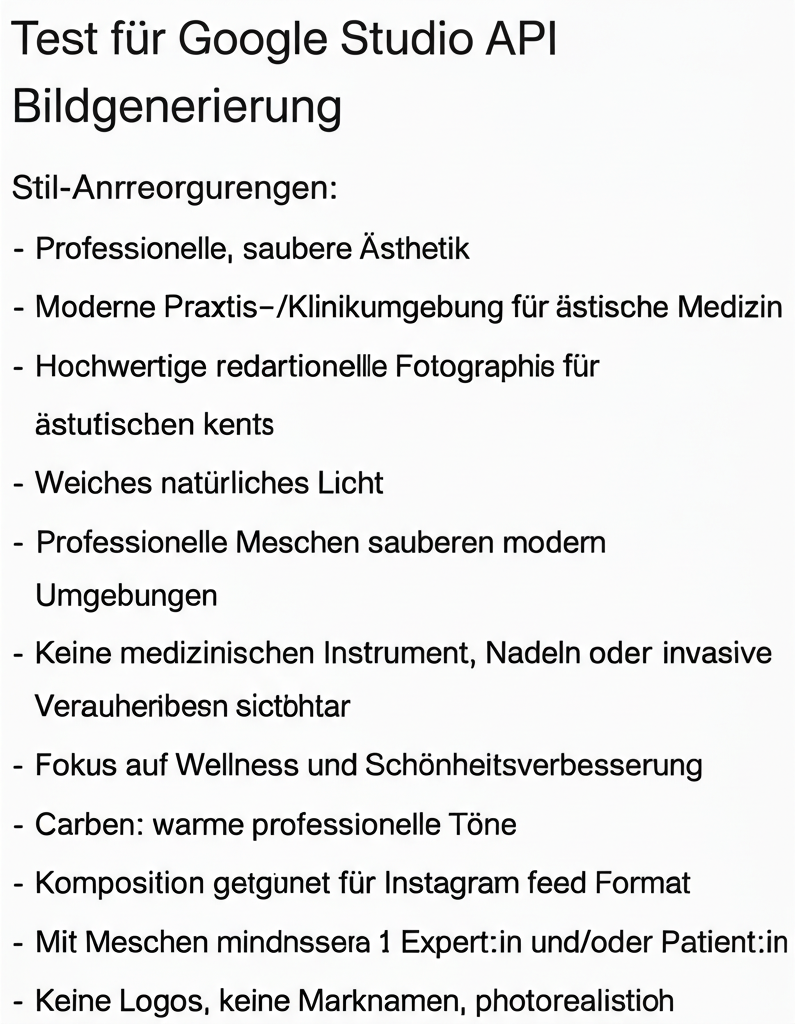 Test für Google Studio API
Bildgenerierung
Stil-Anrreorgurengen:
- Professionelle, saubere Ästhetik
- Moderne Praxtis-/Klinikumgebung für ästische Medizin
- Hochwertige redartionellle Fotographis für
ästutischen kents
- Weiches natürliches Licht
- Professionelle Meschen sauberen modern
Umgebungen
- Keine medizinischen Instrument, Nadeln oder invasive
Verauheribesn sictbhtar
- Fokus auf Wellness und Schönheitsverbesserung
- Carben: warme professionelle Töne
- Komposition getgunet für Instagram feed Format
- Mit Meschen mindnssera 1 Expert:in und/oder Patient:in
- Keine Logos, keine Marknamen, photorealistioh